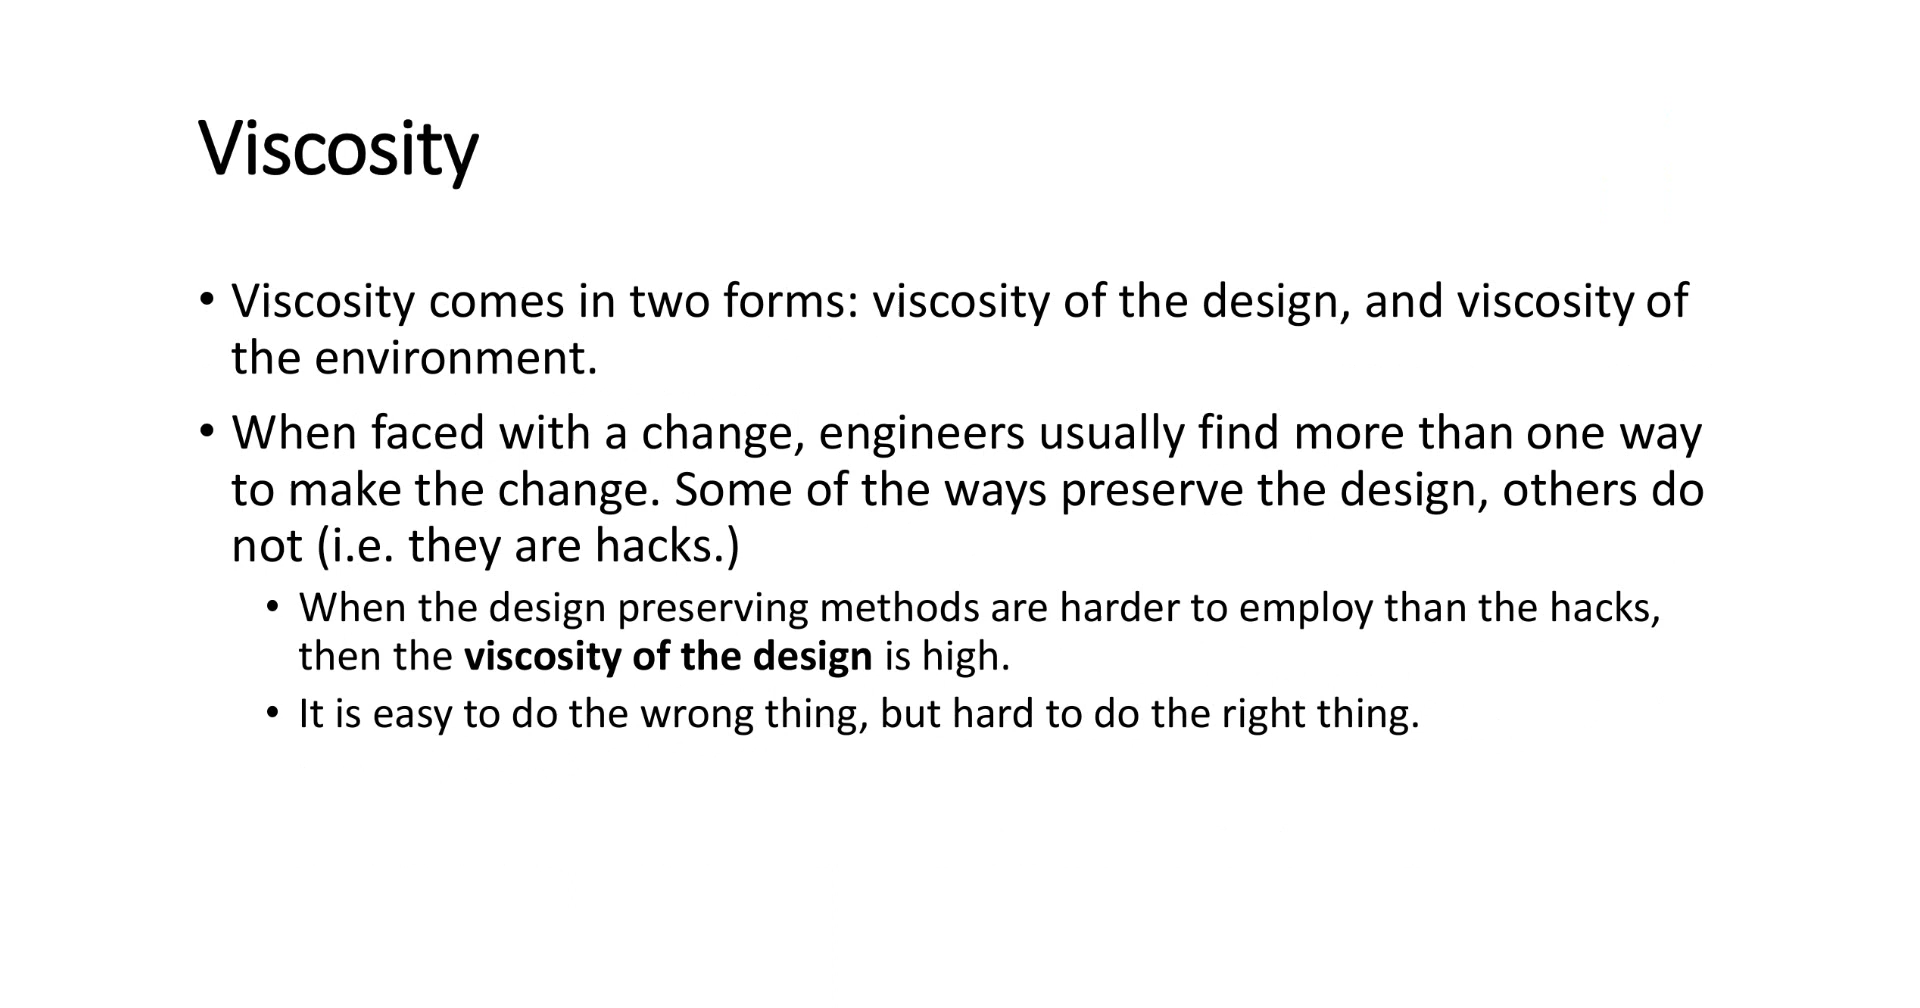 Viscosity
• Viscosity comes in two forms: viscosity of the design, and viscosity of
the environment.
• When faced with a change, engineers usually find more than one way
to make the change. Some of the ways preserve the design, others do
not (i.e. they are hacks.)
• When the design preserving methods are harder to employ than the hacks,
then the viscosity of the design is high.
• It is easy to do the wrong thing, but hard to do the right thing.